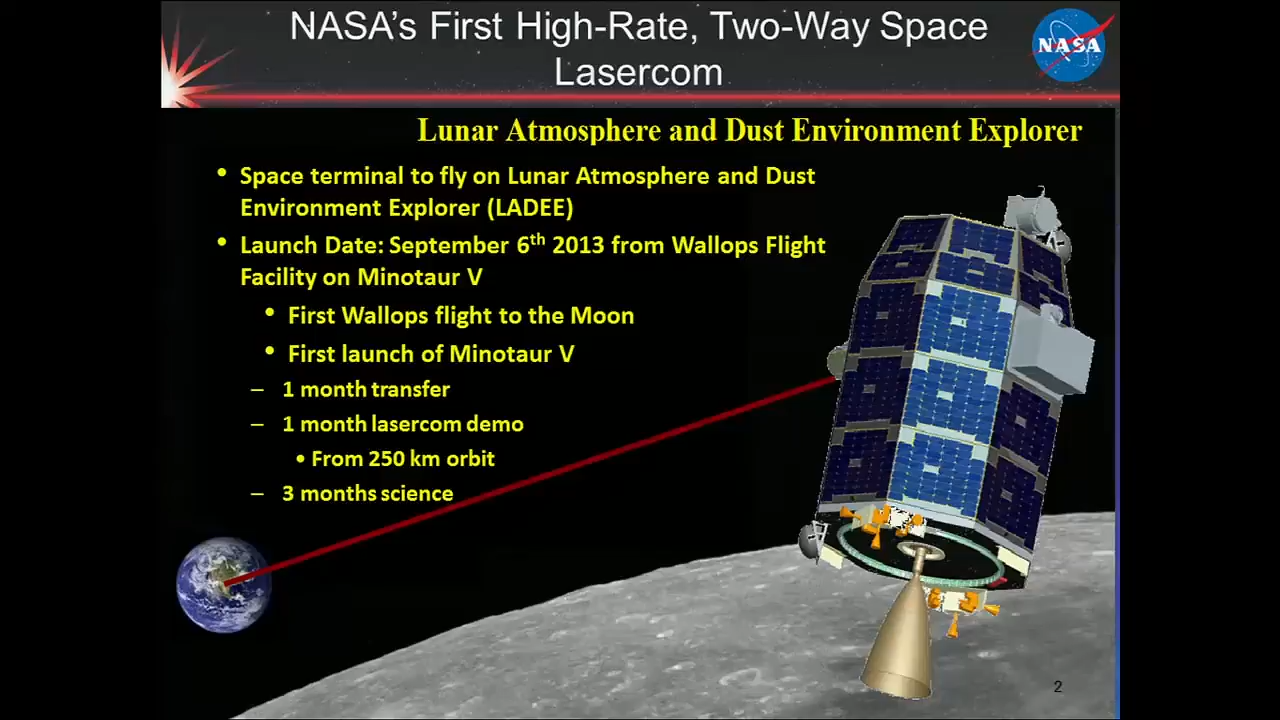 NASA's First High-Rate, Two-Way Space
Lasercom
NASA
Lunar Atmosphere and Dust Environment Explorer
• Space terminal to fly on Lunar Atmosphere and Dust
Environment Explorer (LADEE)
• Launch Date: September 6th 2013 from Wallops Flight
Facility on Minotaur V
• First Wallops flight to the Moon
• First launch of Minotaur V
– 1 month transfer
– 1 month lasercom demo
• From 250 km orbit
– 3 months science
2